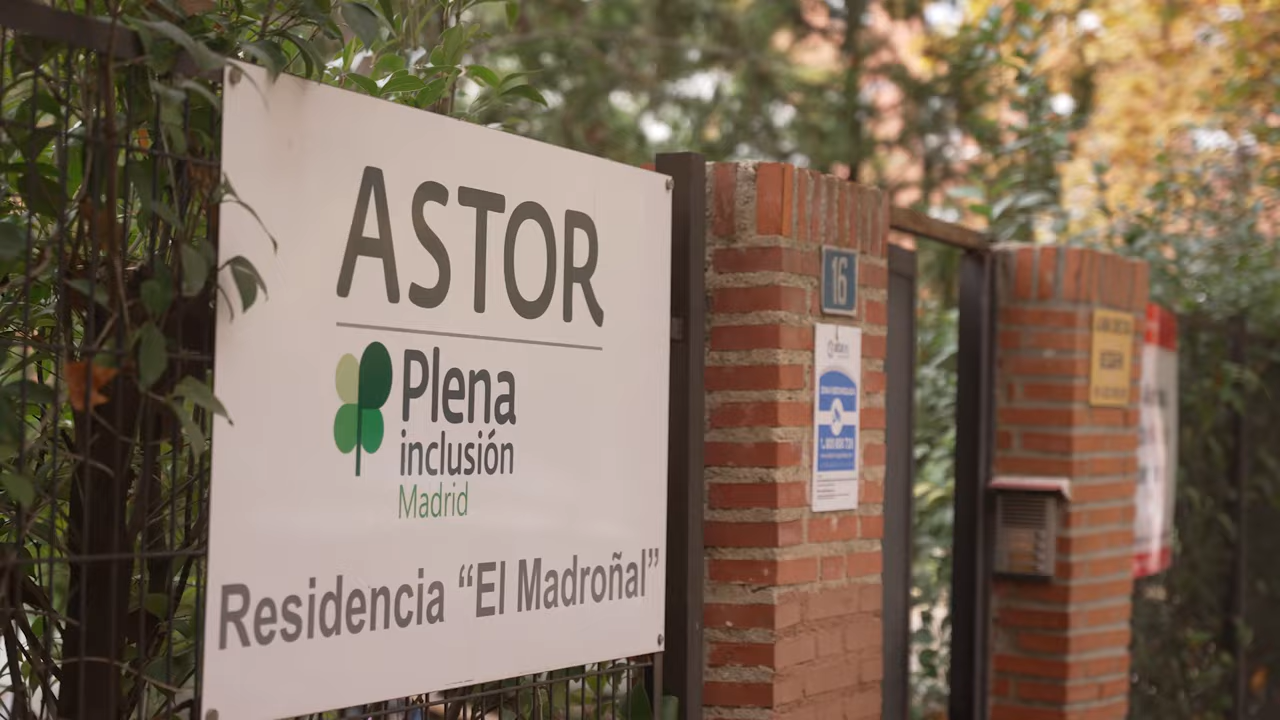 ASTOR
Plena
inclusión
Madrid
Residencia “El Madroñal”
16